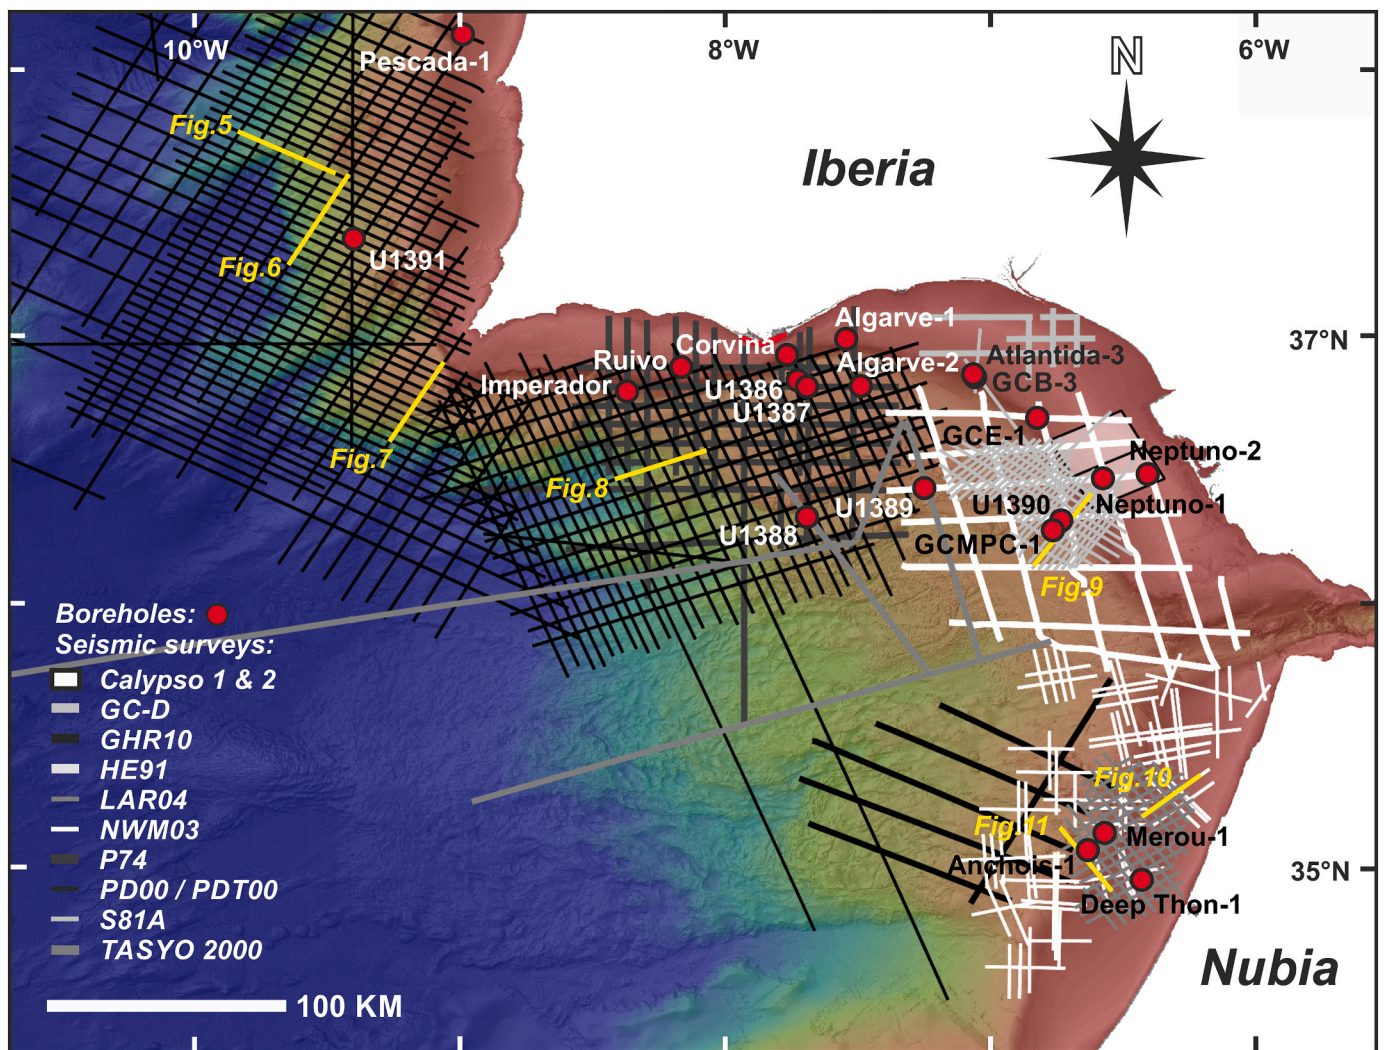 10°W
8°W
6°W
N
Pescada-1
Fig.5
Iberia
Fig.6
U1391
Algarve-1
37°N
Corvina
Ruivo
Algarve-2
Atlantida-3
Imperador
U1386
GCB-3
U1387
GCE-1
Neptuno-2
Fig.7
Fig.8
U1389
U1390
Neptuno-1
U1388
GCMPC-1
Fig.9
Boreholes:
Seismic surveys:
Calypso 1 & 2
GC-D
GHR10
HE91
LAR04
NWM03
P74
PD00 / PDT00
S81A
TASYO 2000
100 KM
Fig.10
Fig.11
Merou-1
Anchois-1
35°N
Deep Thon-1
Nubia